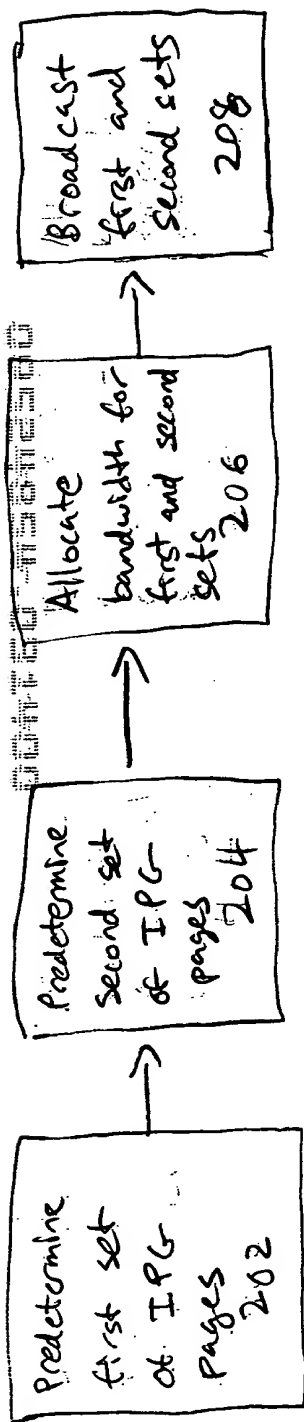 Predetermine
first set
of IPG
pages
202
Predetermine
second set
of IPG
pages
204
Allocate
bandwidth for
first and second
sets
206
Broadcast
first and
second sets
208